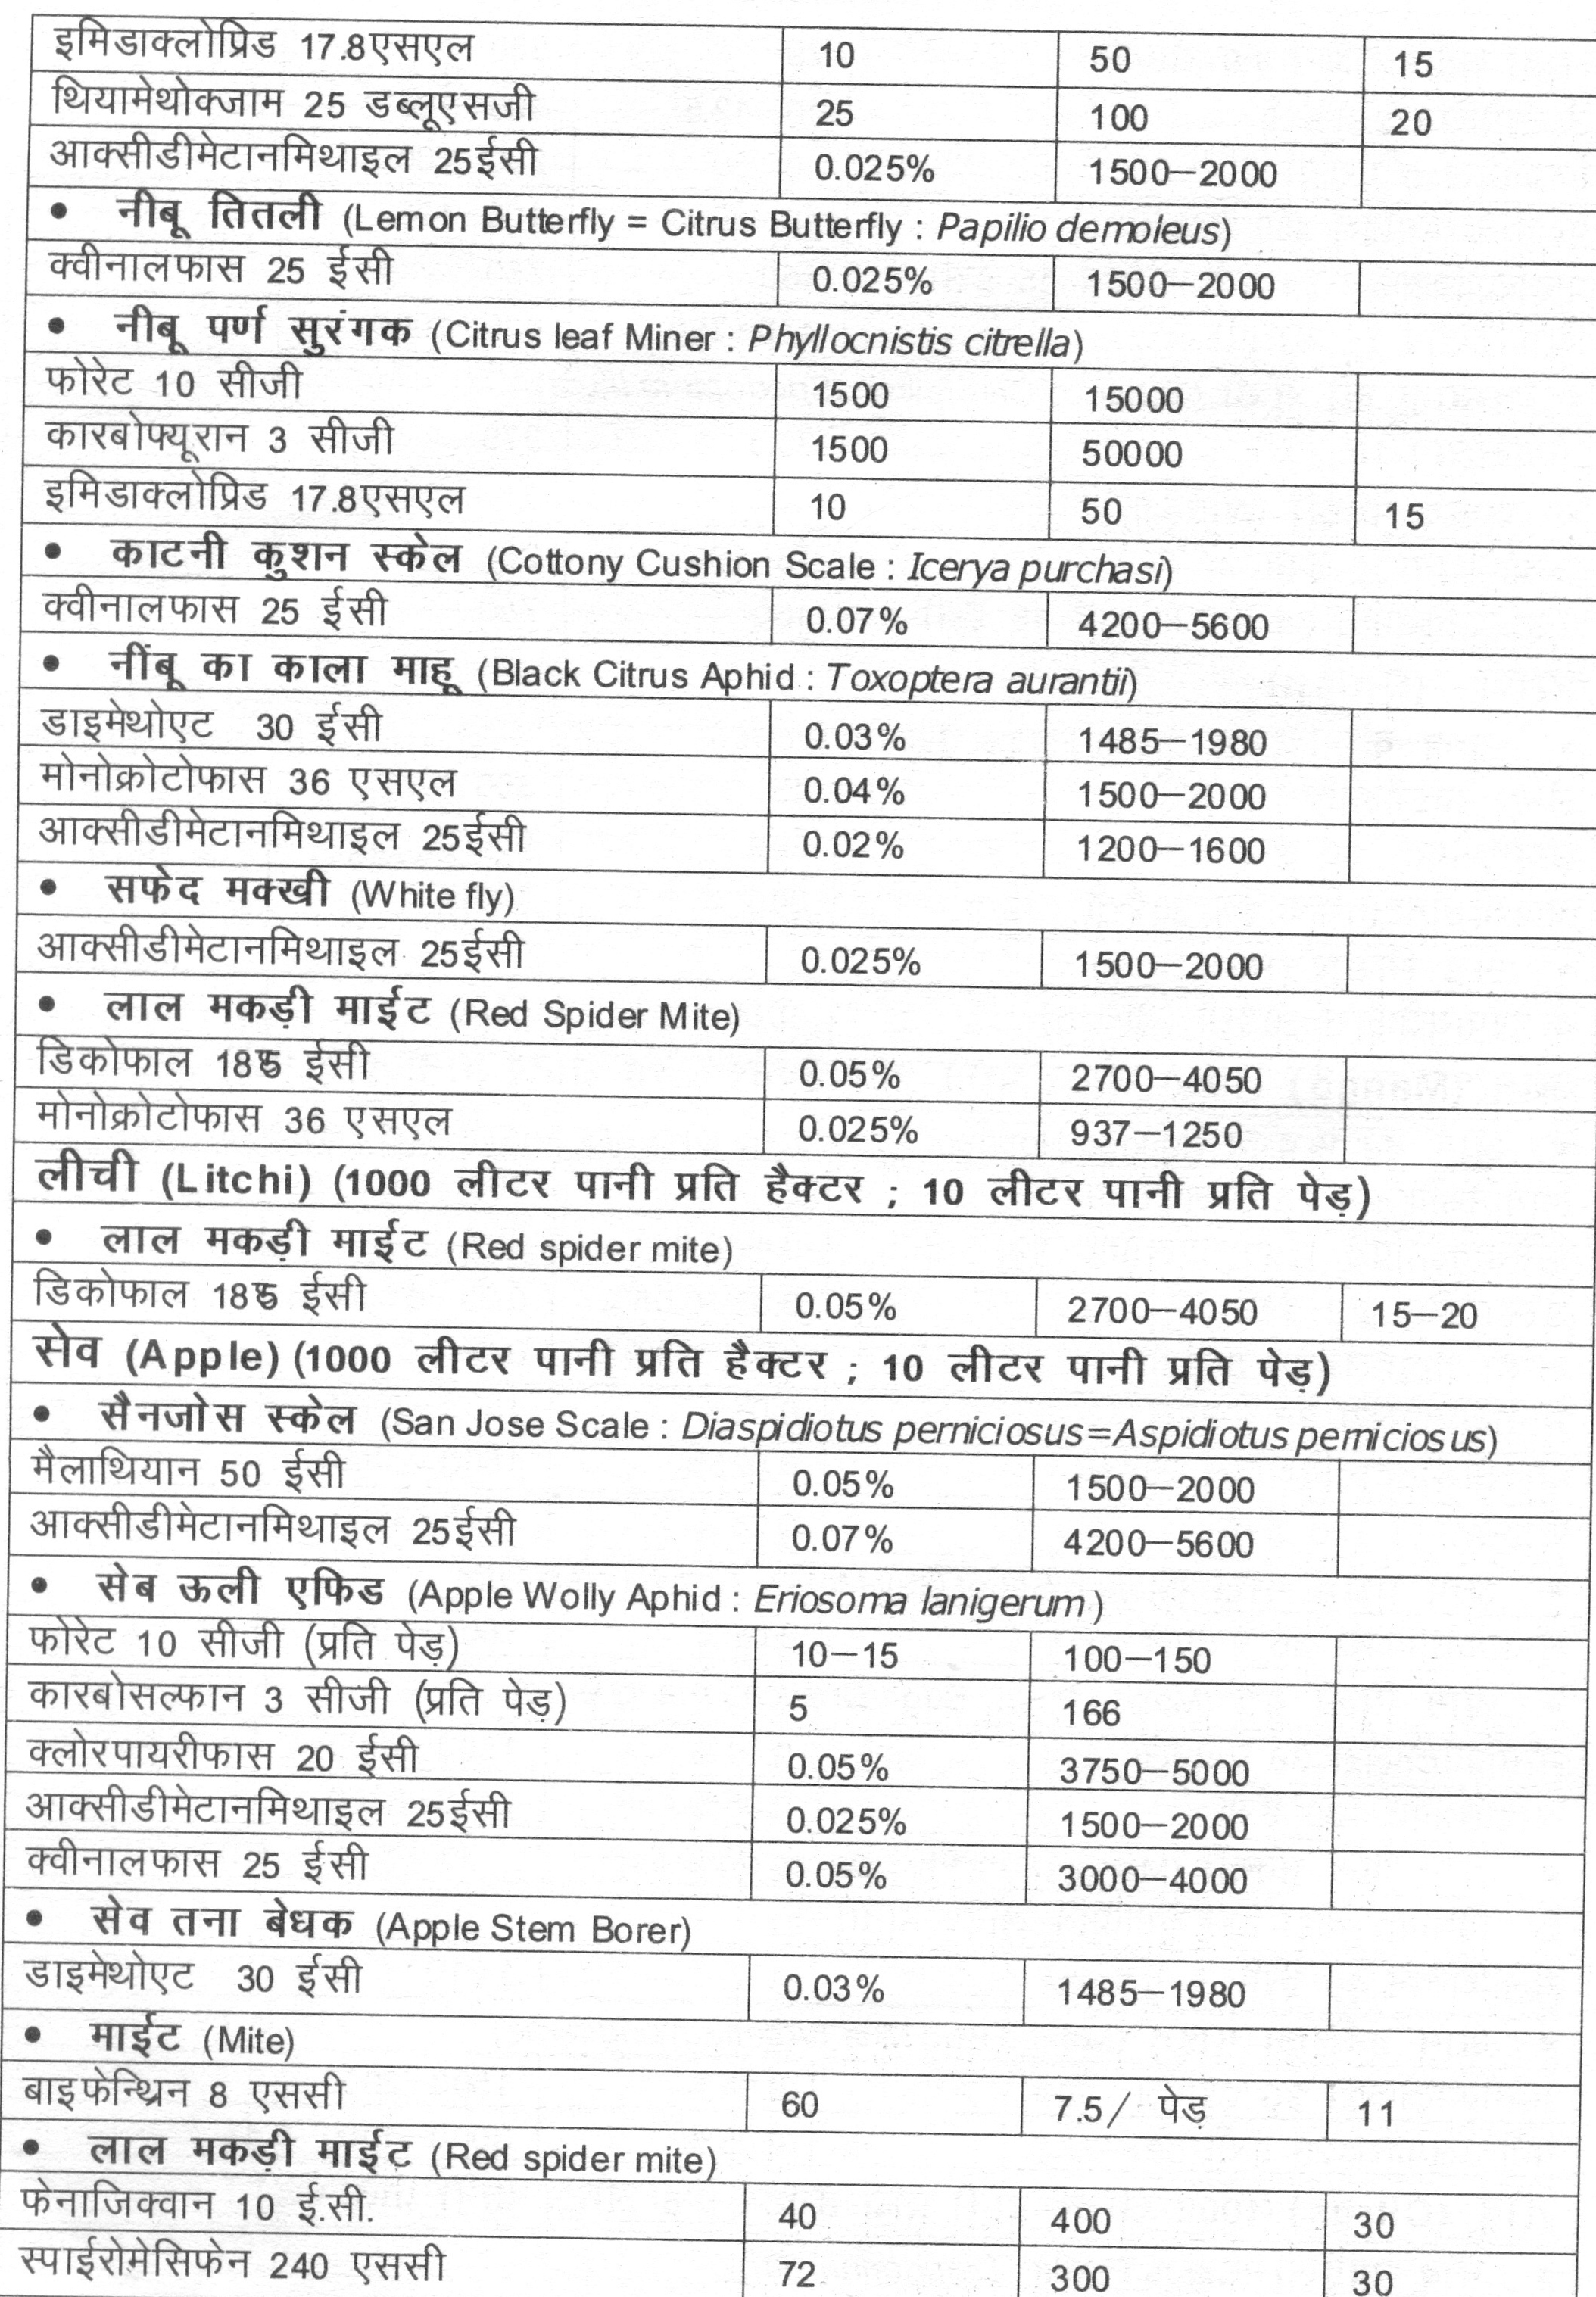 इमिडाक्लोप्रिड 17.8एसएल 10 50 15
थियामेथोक्जाम 25 डब्लूएसजी 25 100 20
आक्सीडीमेटानमिथाइल 25ईसी 0.025% 1500–2000
• नीबू तितली (Lemon Butterfly = Citrus Butterfly : Papilio demoleus)
क्वीनालफास 25 ईसी 0.025% 1500–2000
• नीबू पर्ण सुरंगक (Citrus leaf Miner : Phyllocnistis citrella)
फोरेट 10 सीजी 1500 15000
कारबोफ्यूरान 3 सीजी 1500 50000
इमिडाक्लोप्रिड 17.8एसएल 10 50 15
• काटनी कुशन स्केल (Cottony Cushion Scale : Icerya purchasi)
क्वीनालफास 25 ईसी 0.07% 4200–5600
• नींबू का काला माहू (Black Citrus Aphid : Toxoptera aurantii)
डाइमेथोएट 30 ईसी 0.03% 1485–1980
मोनोक्रोटोफास 36 एसएल 0.04% 1500–2000
आक्सीडीमेटानमिथाइल 25ईसी 0.02% 1200–1600
• सफेद मक्खी (White fly)
आक्सीडीमेटानमिथाइल 25ईसी 0.025% 1500–2000
• लाल मकड़ी माईट (Red Spider Mite)
डिकोफाल ईसी 0.05% 2700–4050
मोनोक्रोटोफास 36 एसएल 0.025% 937–1250
लीची (Litchi) (1000 लीटर पानी प्रति हैक्टर ; 10 लीटर पानी प्रति पेड़)
• लाल मकड़ी माईट (Red spider mite)
डिकोफाल ईसी 0.05% 2700–4050 15–20
सेव (Apple) (1000 लीटर पानी प्रति हैक्टर ; 10 लीटर पानी प्रति पेड़)
• सैनजोस स्केल (San Jose Scale : Diaspidiotus perniciosus=Aspidiotus perniciosus)
मैलाथियान 50 ईसी 0.05% 1500–2000
आक्सीडीमेटानमिथाइल 25ईसी 0.07% 4200–5600
• सेब ऊली एफिड (Apple Wolly Aphid : Eriosoma lanigerum)
फोरेट 10 सीजी (प्रति पेड़) 10–15 100–150
कारबोसल्फान 3 सीजी (प्रति पेड़) 5 166
क्लोरपायरीफास 20 ईसी 0.05% 3750–5000
आक्सीडीमेटानमिथाइल 25ईसी 0.025% 1500–2000
क्वीनालफास 25 ईसी 0.05% 3000–4000
• सेव तना बेधक (Apple Stem Borer)
डाइमेथोएट 30 ईसी 0.03% 1485–1980
• माईट (Mite)
बाइफेन्थ्रिन 8 एससी 60 7.5/ पेड़ 11
• लाल मकड़ी माईट (Red spider mite)
फेनाजिक्वान 10 ई.सी. 40 400 30
स्पाईरोमेसिफेन 240 एससी 72 300 30